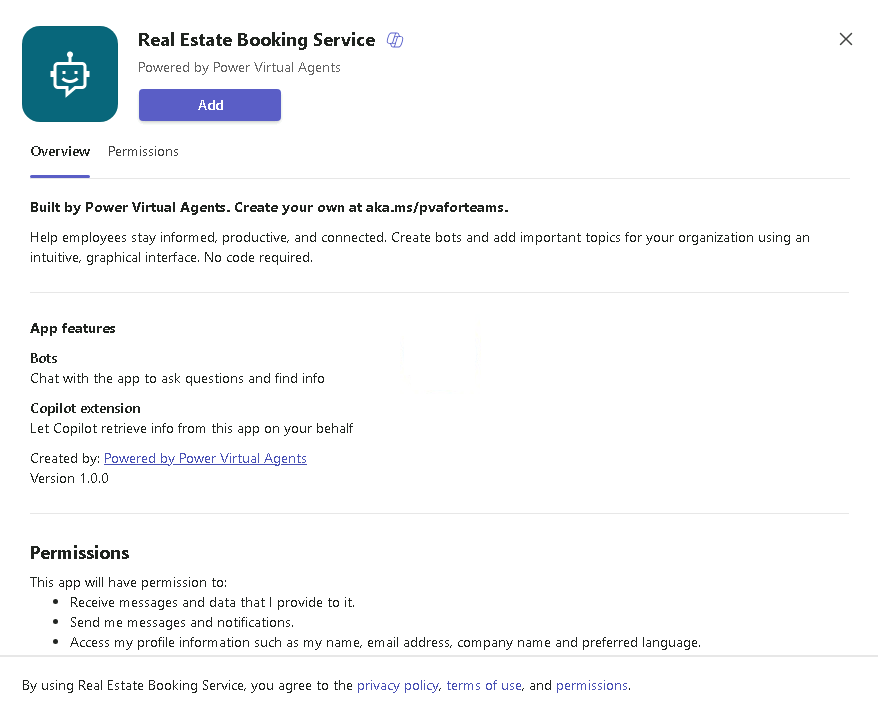 Real Estate Booking Service
Powered by Power Virtual Agents
Add
Overview Permissions
Built by Power Virtual Agents. Create your own at aka.ms/pvaforteams.
Help employees stay informed, productive, and connected. Create bots and add important topics for your organization using an
intuitive, graphical interface. No code required.
App features
Bots
Chat with the app to ask questions and find info
Copilot extension
Let Copilot retrieve info from this app on your behalf
Created by: Powered by Power Virtual Agents
Version 1.0.0
Permissions
This app will have permission to:
• Receive messages and data that I provide to it.
• Send me messages and notifications.
• Access my profile information such as my name, email address, company name and preferred language.
By using Real Estate Booking Service, you agree to the privacy policy, terms of use, and permissions.